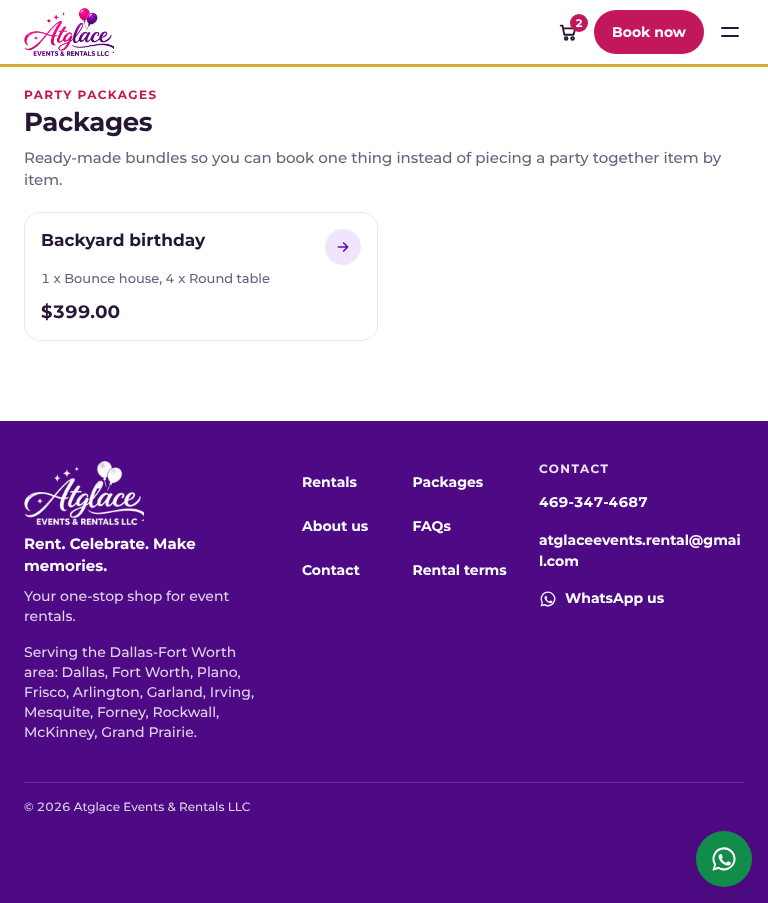 Atglace
EVENTS & RENTALS LLC
2
Book now
PARTY PACKAGES
Packages
Ready-made bundles so you can book one thing instead of piecing a party together item by
item.
Backyard birthday
1 x Bounce house, 4 x Round table
$399.00
Atglace
EVENTS & RENTALS LLC
Rent. Celebrate. Make
memories.
Your one-stop shop for event
rentals.
Serving the Dallas-Fort Worth
area: Dallas, Fort Worth, Plano,
Frisco, Arlington, Garland, Irving,
Mesquite, Forney, Rockwall,
McKinney, Grand Prairie.
Rentals
Packages
About us
FAQs
Contact
Rental terms
CONTACT
469-347-4687
atglaceevents.rental@gmai
l.com
WhatsApp us
© 2026 Atglace Events & Rentals LLC